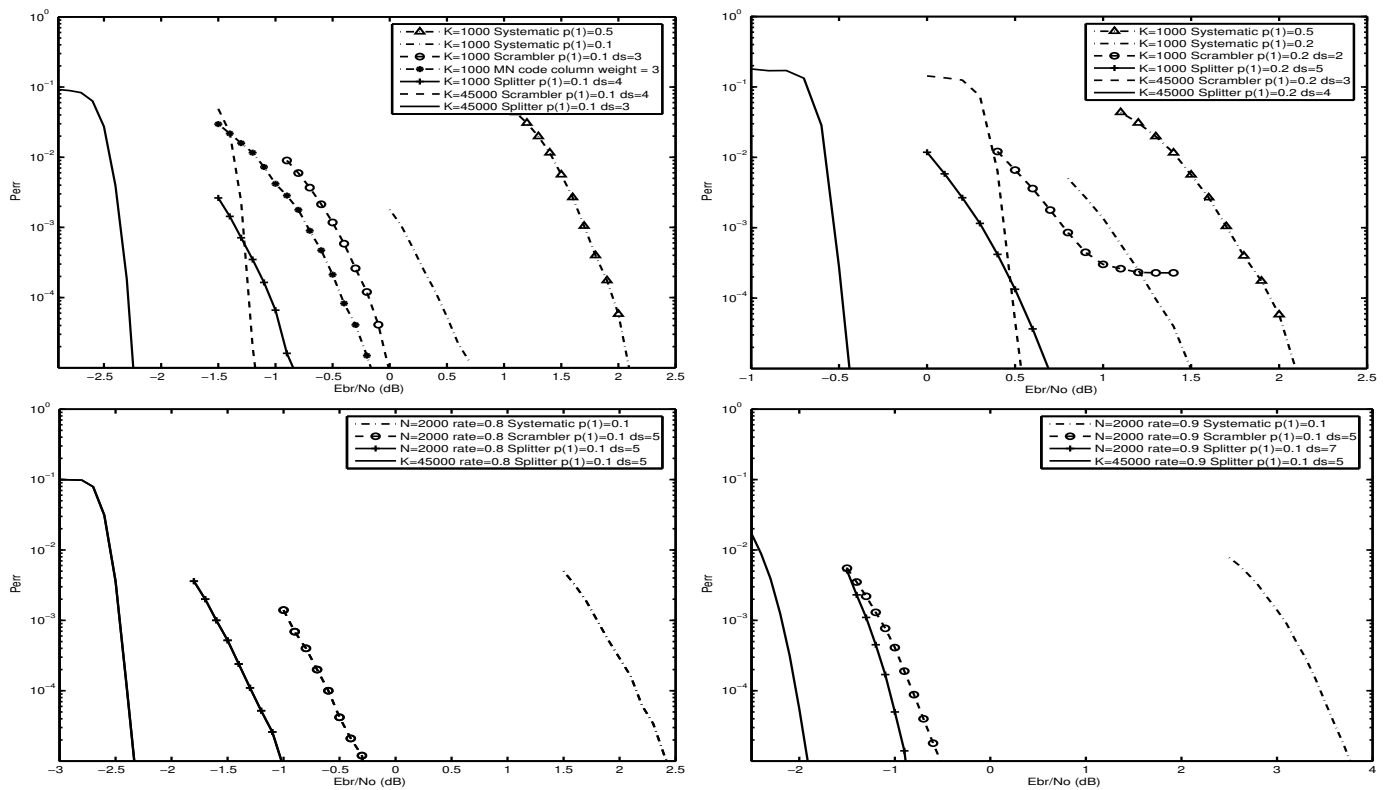 10^0
10^-1
10^-2
10^-3
10^-4
Perr
K=1000 Systematic p(1)=0.5
K=1000 Systematic p(1)=0.1
K=1000 Scrambler p(1)=0.1 ds=3
K=1000 MN code column weight = 3
K=1000 Splitter p(1)=0.1 ds=4
K=45000 Scrambler p(1)=0.1 ds=4
K=45000 Splitter p(1)=0.1 ds=3
−2.5 −2 −1.5 −1 −0.5 0 0.5 1 1.5 2 2.5
Ebr/No (dB)
10^0
10^-1
10^-2
10^-3
10^-4
Perr
K=1000 Systematic p(1)=0.5
K=1000 Systematic p(1)=0.2
K=1000 Scrambler p(1)=0.2 ds=2
K=1000 Splitter p(1)=0.2 ds=5
K=45000 Scrambler p(1)=0.2 ds=3
K=45000 Splitter p(1)=0.2 ds=4
−1 −0.5 0 0.5 1 1.5 2 2.5
Ebr/No (dB)
10^0
10^-1
10^-2
10^-3
10^-4
Perr
N=2000 rate=0.8 Systematic p(1)=0.1
N=2000 rate=0.8 Scrambler p(1)=0.1 ds=5
N=2000 rate=0.8 Splitter p(1)=0.1 ds=5
K=45000 rate=0.8 Splitter p(1)=0.1 ds=5
−3 −2.5 −2 −1.5 −1 −0.5 0 0.5 1 1.5 2 2.5
Ebr/No (dB)
10^0
10^-1
10^-2
10^-3
10^-4
Perr
N=2000 rate=0.9 Systematic p(1)=0.1
N=2000 rate=0.9 Scrambler p(1)=0.1 ds=5
N=2000 rate=0.9 Splitter p(1)=0.1 ds=7
K=45000 rate=0.9 Splitter p(1)=0.1 ds=5
−2 −1 0 1 2 3 4
Ebr/No (dB)